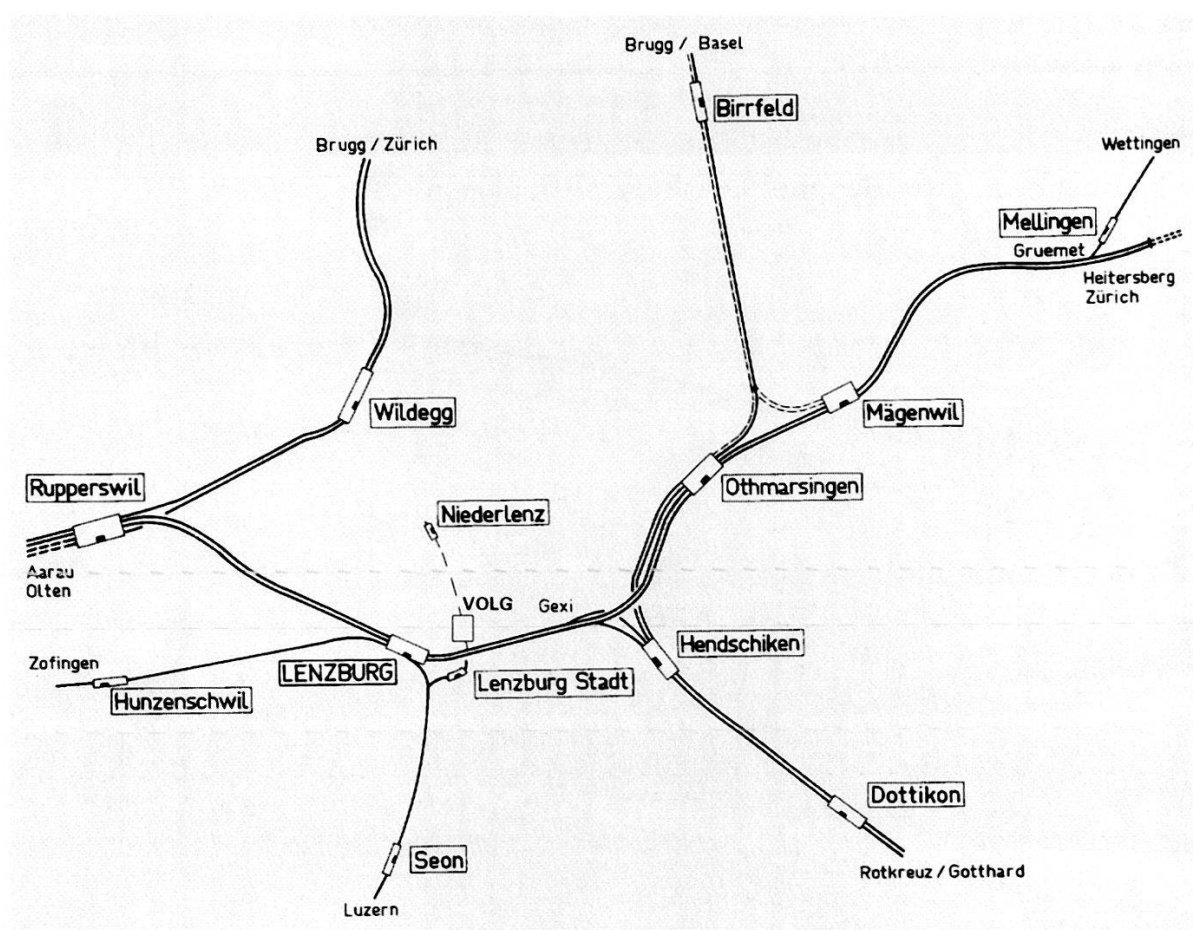 Brugg / Basel
Birrfeld
Brugg / Zürich
Wettingen
Mellingen
Gruemet
Heitersberg
Zürich
Wildegg
Mägenwil
Rupperswil
Othmarsingen
Niederlenz
Aarau
Olten
VOLG
Gexi
Hendschiken
Zofingen
LENZBURG
Lenzburg Stadt
Hunzenschwil
Dottikon
Seon
Rotkreuz / Gotthard
Luzern